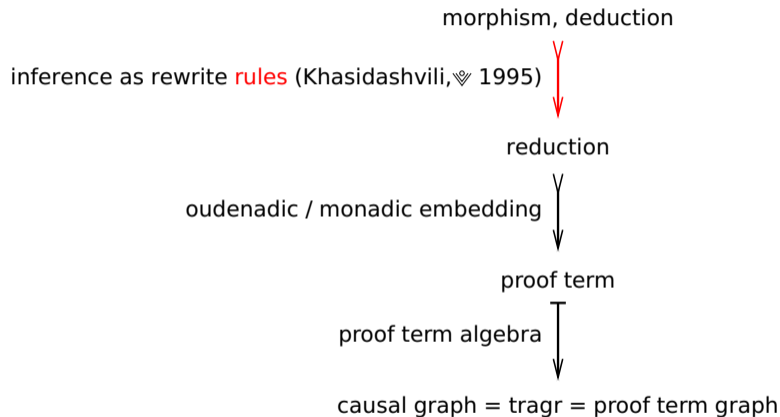 morphism, deduction
inference as rewrite rules (Khasidashvili, 1995)
reduction
oudenadic / monadic embedding
proof term
proof term algebra
causal graph = tragr = proof term graph